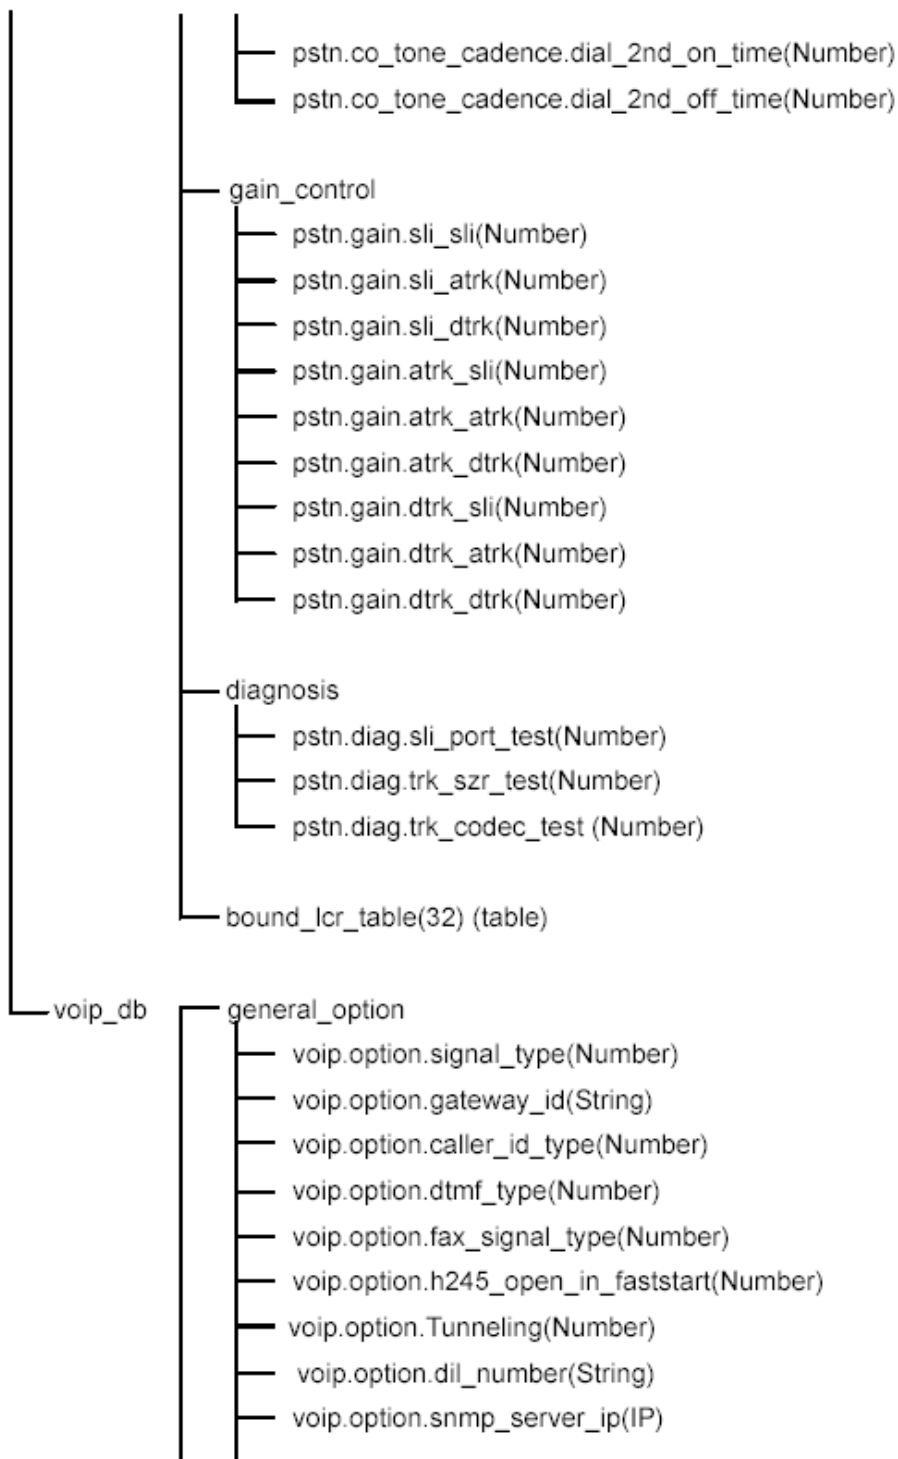 pstn.co_tone_cadence.dial_2nd_on_time(Number)
pstn.co_tone_cadence.dial_2nd_off_time(Number)
gain_control
pstn.gain.sli_sli(Number)
pstn.gain.sli_atrk(Number)
pstn.gain.sli_dtrk(Number)
pstn.gain.atrk_sli(Number)
pstn.gain.atrk_atrk(Number)
pstn.gain.atrk_dtrk(Number)
pstn.gain.dtrk_sli(Number)
pstn.gain.dtrk_atrk(Number)
pstn.gain.dtrk_dtrk(Number)
diagnosis
pstn.diag.sli_port_test(Number)
pstn.diag.trk_szr_test(Number)
pstn.diag.trk_codec_test (Number)
bound_lcr_table(32) (table)
voip_db general_option
voip.option.signal_type(Number)
voip.option.gateway_id(String)
voip.option.caller_id_type(Number)
voip.option.dtmf_type(Number)
voip.option.fax_signal_type(Number)
voip.option.h245_open_in_faststart(Number)
voip.option.Tunneling(Number)
voip.option.dil_number(String)
voip.option.snmp_server_ip(IP)